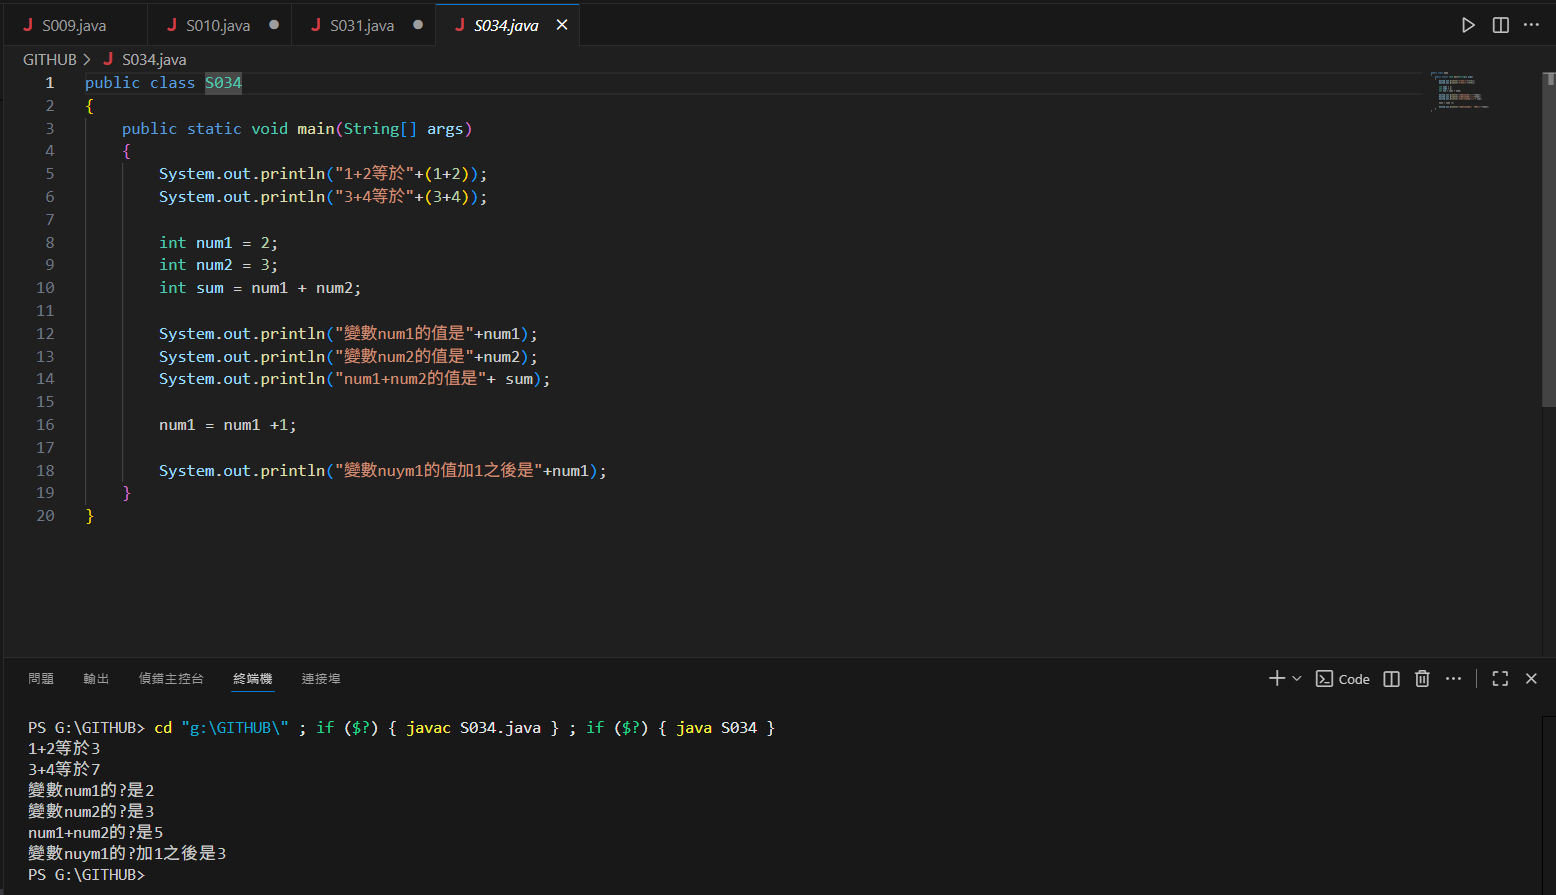 S009.java S010.java S031.java S034.java
GITHUB > S034.java
1 public class S034
2 {
3 public static void main(String[] args)
4 {
5 System.out.println("1+2等於"+(1+2));
6 System.out.println("3+4等於"+(3+4));
7
8 int num1 = 2;
9 int num2 = 3;
10 int sum = num1 + num2;
11
12 System.out.println("變數num1的值是"+num1);
13 System.out.println("變數num2的值是"+num2);
14 System.out.println("num1+num2的值是"+ sum);
15
16 num1 = num1 +1;
17
18 System.out.println("變數nuym1的值加1之後是"+num1);
19 }
20 }
問題 輸出 偵錯主控台 終端機 連接埠 Code
PS G:\GITHUB> cd "g:\GITHUB\" ; if ($?) { javac S034.java } ; if ($?) { java S034 }
1+2等於3
3+4等於7
變數num1的?是2
變數num2的?是3
num1+num2的?是5
變數nuym1的?加1之後是3
PS G:\GITHUB>